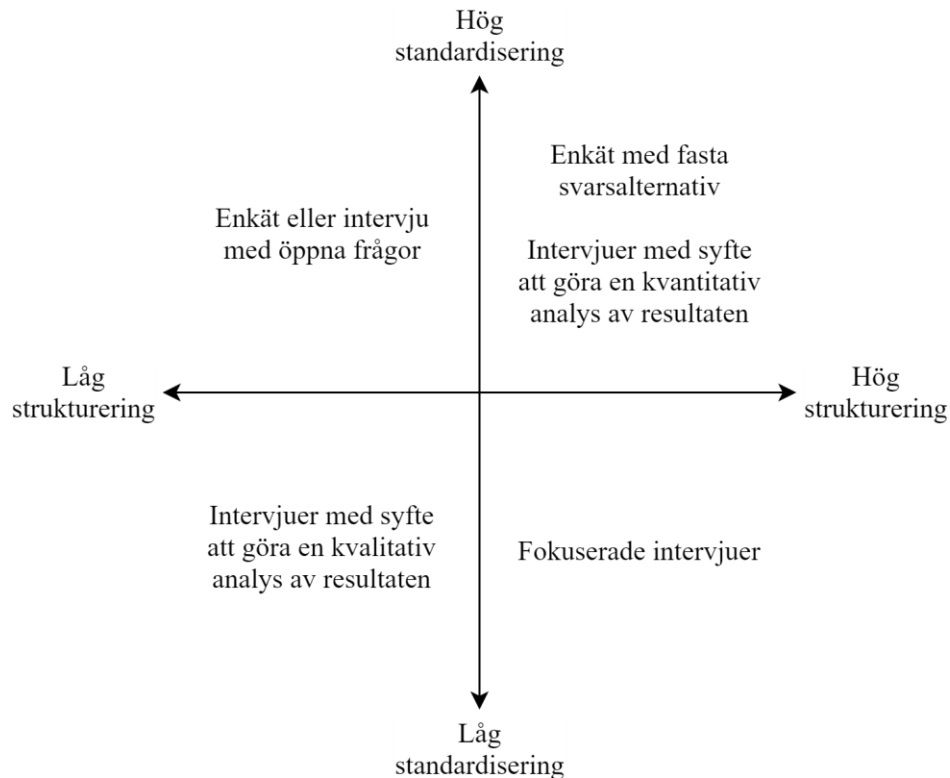 Hög
standardisering
Enkät med fasta
svarsalternativ
Enkät eller intervju
med öppna frågor
Intervjuer med syfte
att göra en kvantitativ
analys av resultaten
Låg
strukturering
Hög
strukturering
Intervjuer med syfte
att göra en kvalitativ
analys av resultaten
Fokuserade intervjuer
Låg
standardisering